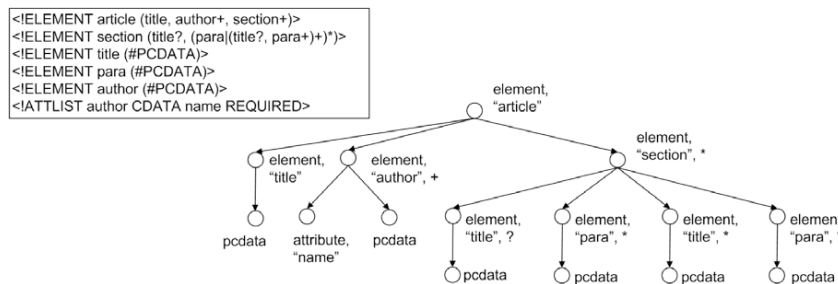 <!ELEMENT article (title, author+, section+)>
<!ELEMENT section (title?, (para|(title?, para+)+)*)>
<!ELEMENT title (#PCDATA)>
<!ELEMENT para (#PCDATA)>
<!ELEMENT author (#PCDATA)>
<!ATTLIST author CDATA name REQUIRED>
element,
“article”
element,
“title”
element,
“author”, +
element,
“section”, *
pcdata
attribute,
“name”
pcdata
element,
“title”, ?
element,
“para”, *
element,
“title”, *
element
“para”,
pcdata
pcdata
pcdata
pcdata